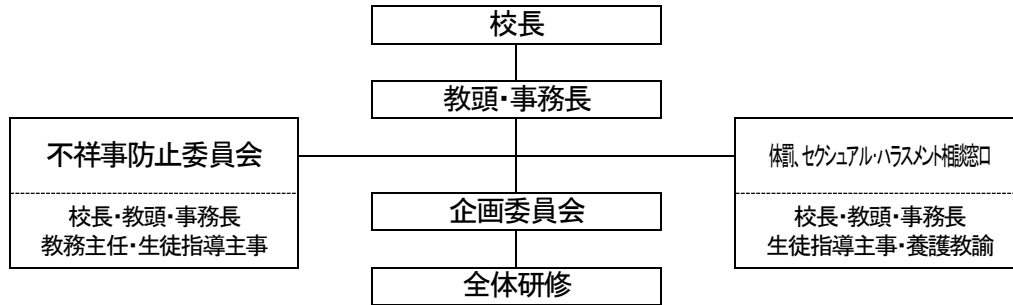 校長
教頭・事務長
不祥事防止委員会
校長・教頭・事務長
教務主任・生徒指導主事
体罰、セクシュアル・ハラスメント相談窓口
校長・教頭・事務長
生徒指導主事・養護教諭
企画委員会
全体研修